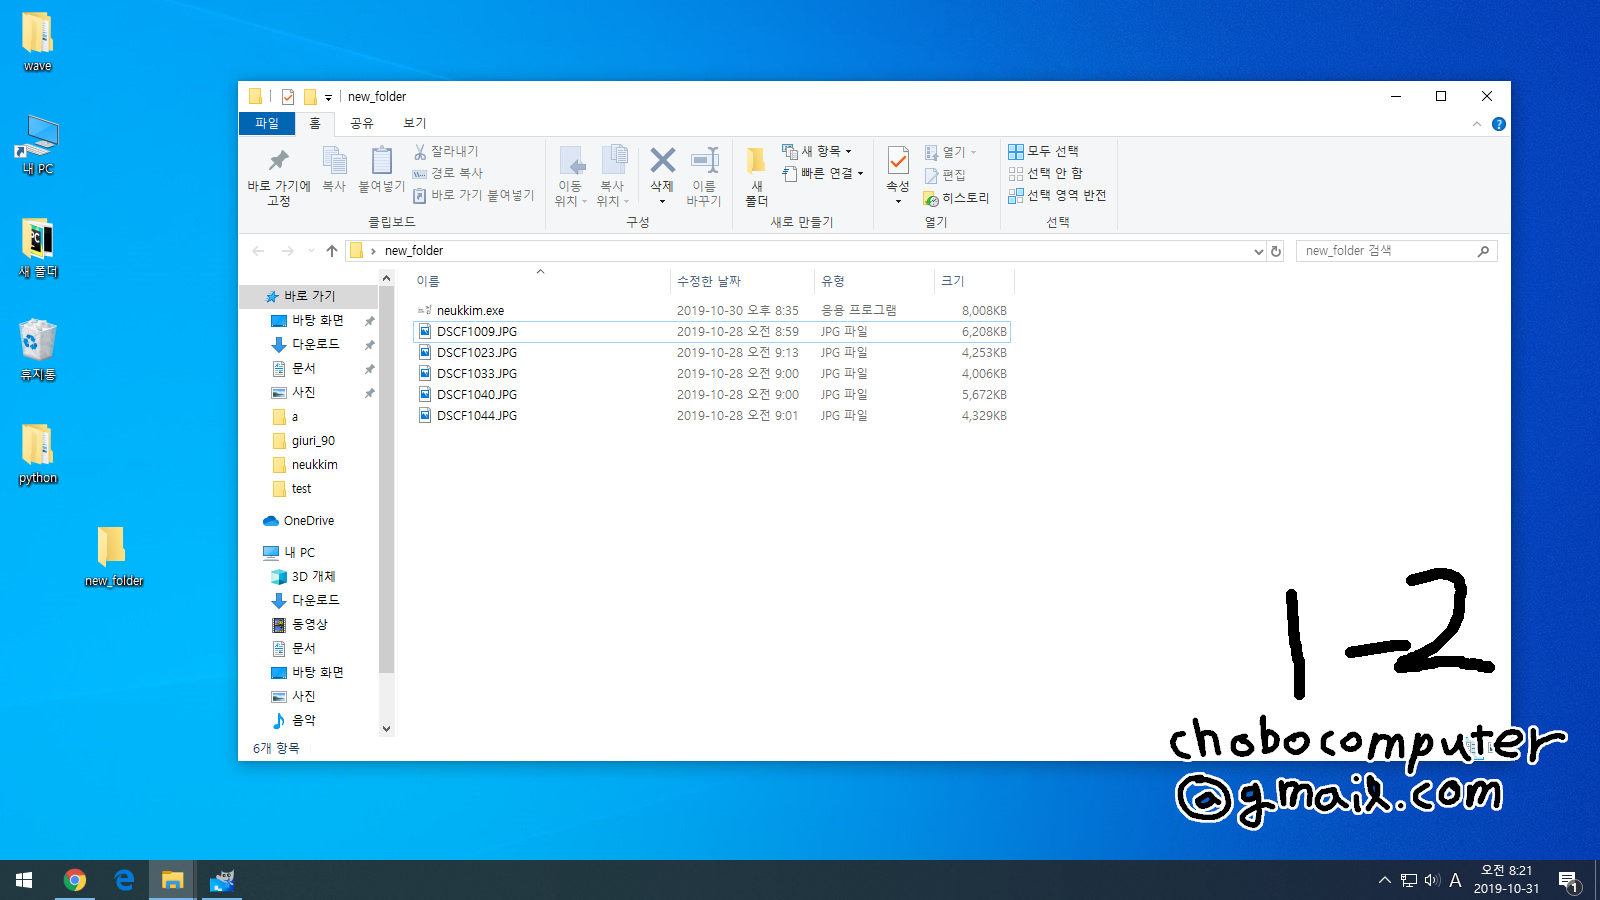 wave
내 PC
새 폴더
휴지통
python
new_folder
new_folder
파일 홈 공유 보기
바로 가기에 고정
복사
붙여넣기
잘라내기
경로 복사
바로 가기 붙여넣기
클립보드
이동 위치
복사 위치
삭제
이름 바꾸기
구성
새 폴더
새 항목
빠른 연결
새로 만들기
속성
열기
편집
히스토리
열기
모두 선택
선택 안 함
선택 영역 반전
선택
new_folder
new_folder 검색
바로 가기
바탕 화면
다운로드
문서
사진
a
giuri_90
neukkim
test
OneDrive
내 PC
3D 개체
다운로드
동영상
문서
바탕 화면
사진
음악
이름 수정한 날짜 유형 크기
neukkim.exe 2019-10-30 오후 8:35 응용 프로그램 8,008KB
DSCF1009.JPG 2019-10-28 오전 8:59 JPG 파일 6,208KB
DSCF1023.JPG 2019-10-28 오전 9:13 JPG 파일 4,253KB
DSCF1033.JPG 2019-10-28 오전 9:00 JPG 파일 4,006KB
DSCF1040.JPG 2019-10-28 오전 9:00 JPG 파일 5,672KB
DSCF1044.JPG 2019-10-28 오전 9:01 JPG 파일 4,329KB
6개 항목
1-2
chobocomputer
@gmail.com
A
오전 8:21
2019-10-31
1